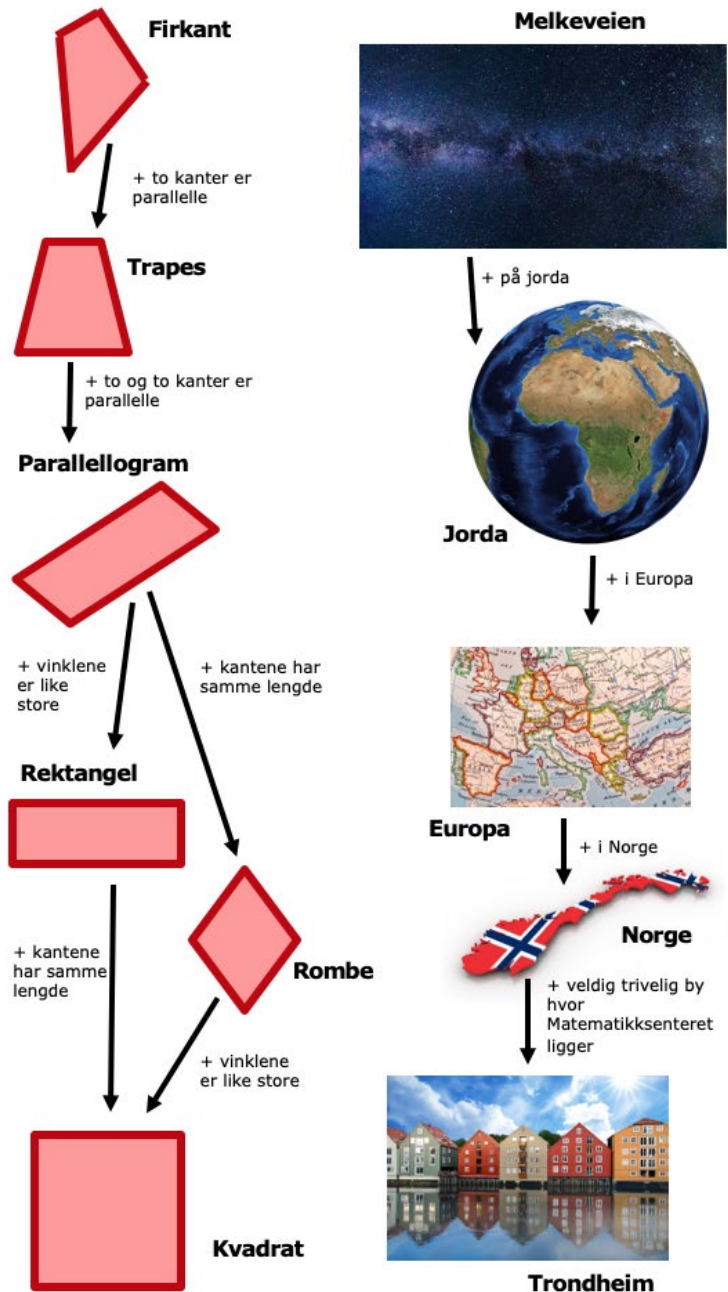 Firkant
+ to kanter er
parallelle
Trapes
+ to og to kanter er
parallelle
Parallellogram
+ vinklene
er like
store
+ kantene har
samme lengde
Rektangel
+ kantene
har samme
lengde
Rombe
+ vinklene
er like store
Kvadrat
Melkeveien
+ på jorda
Jorda
+ i Europa
Europa
+ i Norge
Norge
+ veldig trivelig by
hvor
Matematikksenteret
ligger
Trondheim